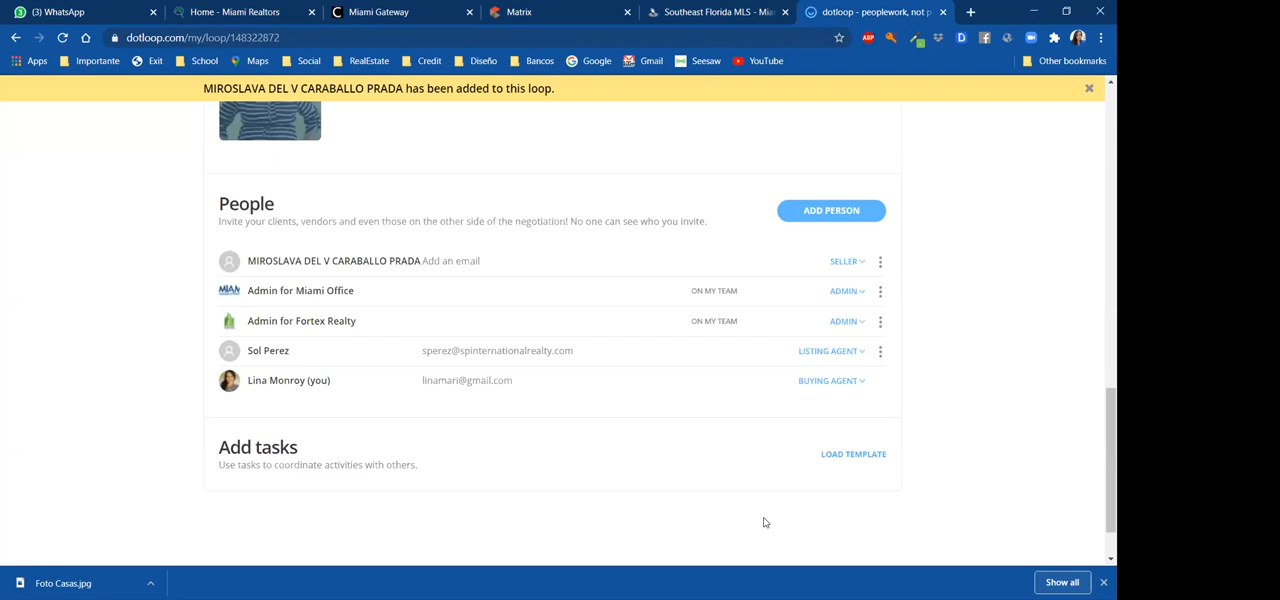 (3) WhatsApp
Home - Miami Realtors
Miami Gateway
Matrix
Southeast Florida MLS - Mia
dotloop - peoplework, not p
dotloop.com/my/loop/148322872
Apps
Importante
Exit
School
Maps
Social
RealEstate
Credit
Diseño
Bancos
Google
Gmail
Seesaw
YouTube
Other bookmarks
MIROSLAVA DEL V CARABALLO PRADA has been added to this loop.
People
ADD PERSON
Invite your clients, vendors and even those on the other side of the negotiation! No one can see who you invite.
MIROSLAVA DEL V CARABALLO PRADA Add an email SELLER
Admin for Miami Office ON MY TEAM ADMIN
Admin for Fortex Realty ON MY TEAM ADMIN
Sol Perez sperez@spinternationalrealty.com LISTING AGENT
Lina Monroy (you) linamari@gmail.com BUYING AGENT
Add tasks
LOAD TEMPLATE
Use tasks to coordinate activities with others.
Foto Casas.jpg
Show all